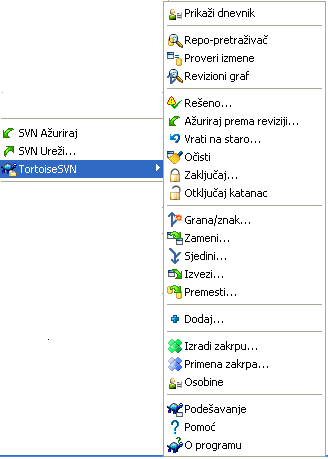 SVN Ažuriraj
SVN Ureži...
TortoiseSVN
Prikaži dnevnik
Repo-pretraživač
Proveri izmene
Revizioni graf
Rešeno...
Ažuriraj prema reviziji...
Vrati na staro...
Očisti
Zaključaj...
Otključaj katanac
Grana/znak...
Zameni...
Sjedini...
Izvezi...
Premesti...
Dodaj...
Izradi zakrpu...
Primena zakrpa...
Osobine
Podešavanje
Pomoć
O programu